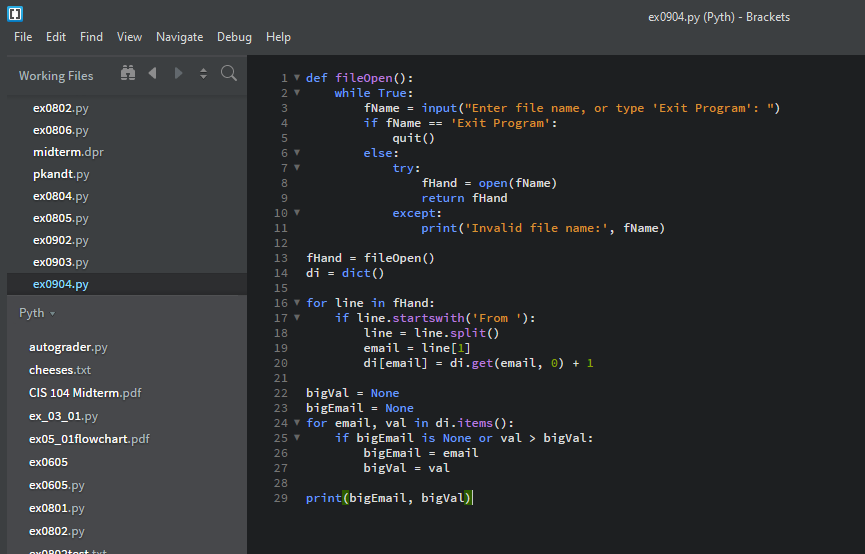 ex0904.py (Pyth) - Brackets
File Edit Find View Navigate Debug Help
Working Files
ex0802.py
ex0806.py
midterm.dpr
pkandt.py
ex0804.py
ex0805.py
ex0902.py
ex0903.py
ex0904.py
Pyth
autograder.py
cheeses.txt
CIS 104 Midterm.pdf
ex_03_01.py
ex05_01flowchart.pdf
ex0605
ex0605.py
ex0801.py
ex0802.py
ex0802test.txt
1 def fileOpen():
2 while True:
3 fName = input("Enter file name, or type 'Exit Program': ")
4 if fName == 'Exit Program':
5 quit()
6 else:
7 try:
8 fHand = open(fName)
9 return fHand
10 except:
11 print('Invalid file name:', fName)
12
13 fHand = fileOpen()
14 di = dict()
15
16 for line in fHand:
17 if line.startswith('From '):
18 line = line.split()
19 email = line[1]
20 di[email] = di.get(email, 0) + 1
21
22 bigVal = None
23 bigEmail = None
24 for email, val in di.items():
25 if bigEmail is None or val > bigVal:
26 bigEmail = email
27 bigVal = val
28
29 print(bigEmail, bigVal)